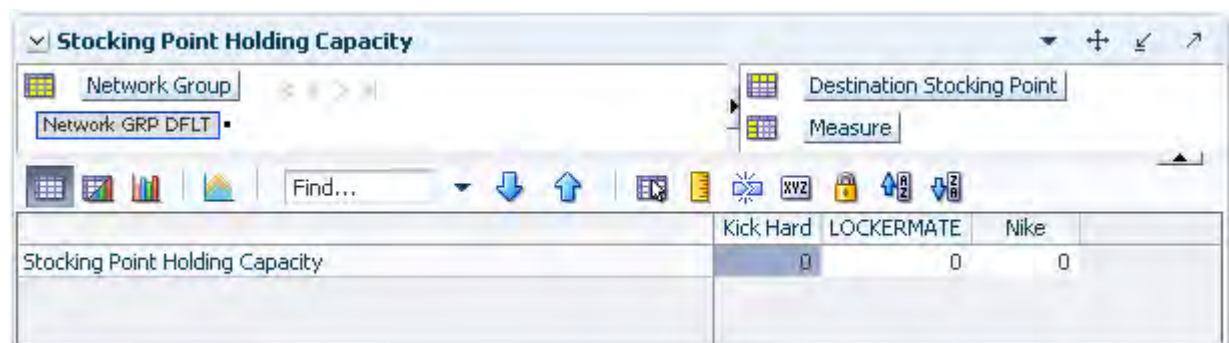 Stocking Point Holding Capacity
Network Group
Destination Stocking Point
Network GRP DFLT
Measure
Find...
XYZ
A Z
Z A
Kick Hard LOCKERMATE Nike
Stocking Point Holding Capacity 0 0 0